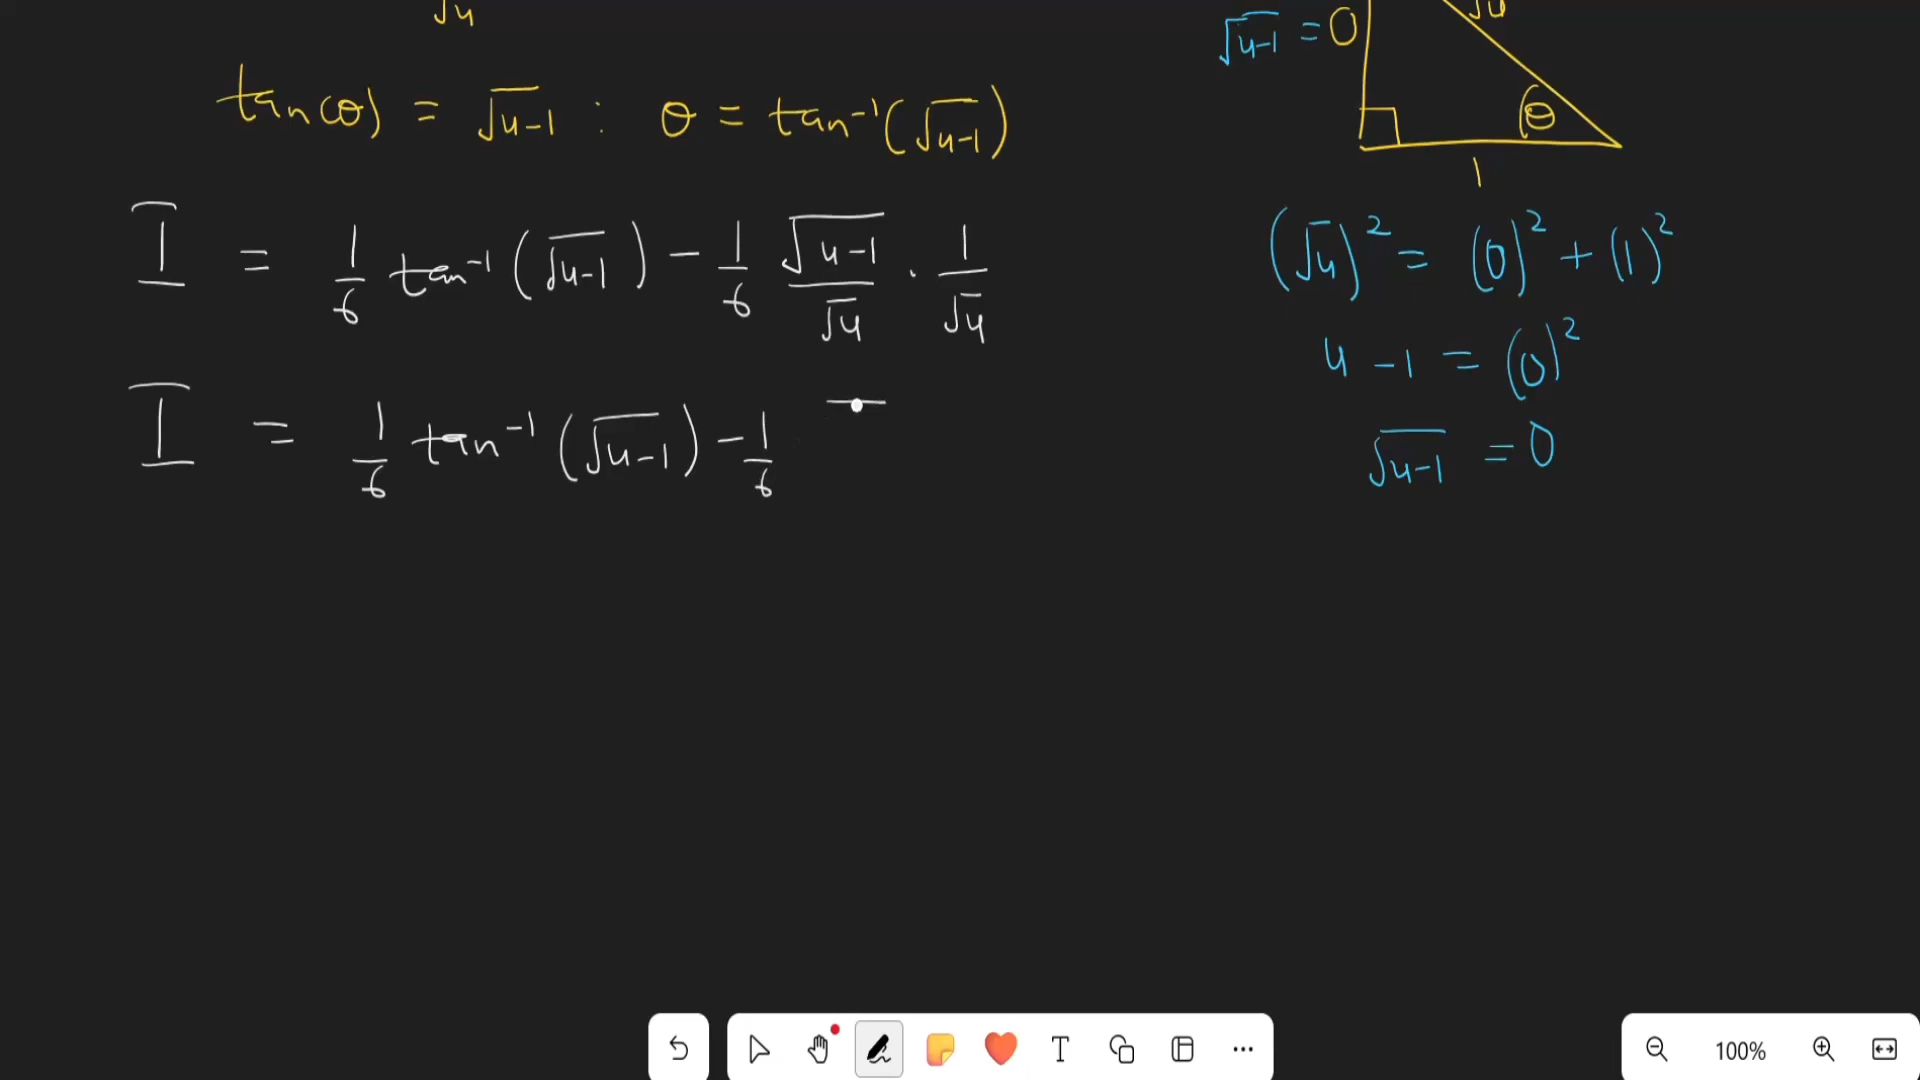 √u
√u-1 = O
√u
tan(θ) = √u-1 : θ = tan⁻¹(√u-1)
θ
1
I = 1/6 tan⁻¹(√u-1) - 1/6 √u-1/√u · 1/√u
(√u)² = (O)² + (1)²
u - 1 = (O)²
I = 1/6 tan⁻¹(√u-1) - 1/6
√u-1 = O
T
100%